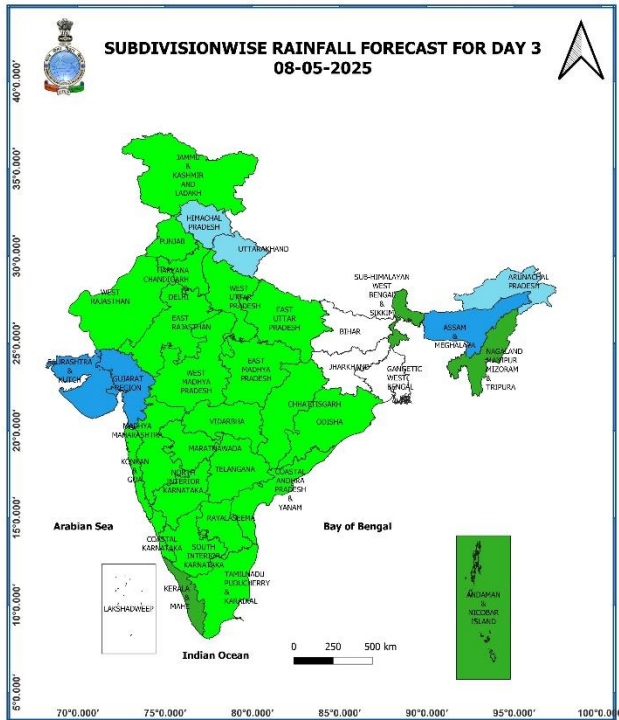 SUBDIVISIONWISE RAINFALL FORECAST FOR DAY 3
08-05-2025
40°0.000'
35°0.000'
30°0.000'
25°0.000'
20°0.000'
15°0.000'
10°0.000'
5°0.000'
JAMMU
&
KASHMIR
AND
LADAKH
HIMACHAL
PRADESH
PUNJAB
UTTARAKHAND
HARYANA
CHANDIGARH
DELHI
WEST
RAJASTHAN
WEST
UTTAR
PRADESH
EAST
RAJASTHAN
EAST
UTTAR
PRADESH
SUB-HIMALAYAN
WEST
BENGAL
&
SIKKIM
ARUNACHAL
PRADESH
ASSAM
&
MEGHALAYA
NAGALAND
MANIPUR
MIZORAM
&
TRIPURA
BIHAR
JHARKHAND
GANGETIC
WEST
BENGAL
SAURASHTRA
&
KUTCH
GUJARAT
REGION
WEST
MADHYA
PRADESH
EAST
MADHYA
PRADESH
CHHATTISGARH
ODISHA
VIDARBHA
MADHYA
MAHARASHTRA
MARATHAWADA
KONKAN
&
GOA
TELANGANA
NORTH
INTERIOR
KARNATAKA
COASTAL
ANDHRA
PRADESH
&
YANAM
RAYALASEEMA
COASTAL
KARNATAKA
SOUTH
INTERIOR
KARNATAKA
TAMILNADU
PUDUCHERRY
&
KARAIKAL
KERALA
&
MAHE
LAKSHADWEEP
ANDAMAN
&
NICOBAR
ISLAND
Arabian Sea
Bay of Bengal
Indian Ocean
0 250 500 km
70°0.000' 75°0.000' 80°0.000' 85°0.000' 90°0.000' 95°0.000' 100°0.0